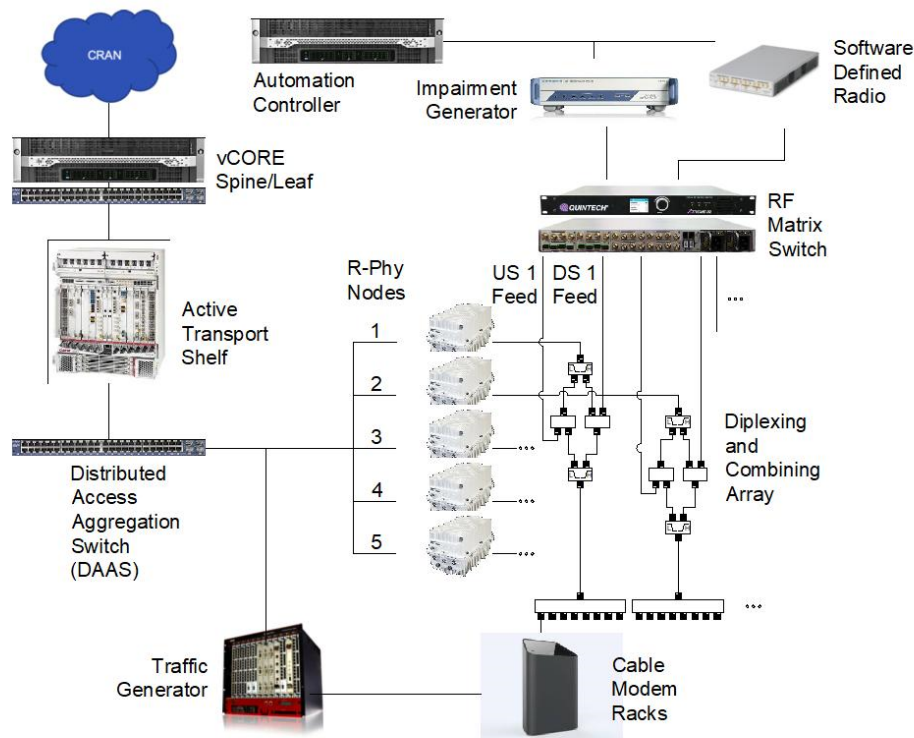 CRAN
Automation
Controller
Impairment
Generator
Software
Defined
Radio
vCORE
Spine/Leaf
QUINTECH
RF
Matrix
Switch
R-Phy
Nodes
US 1
Feed
DS 1
Feed
...
Active
Transport
Shelf
1
2
3
...
4
...
5
...
Diplexing
and
Combining
Array
Distributed
Access
Aggregation
Switch
(DAAS)
...
Traffic
Generator
Cable
Modem
Racks